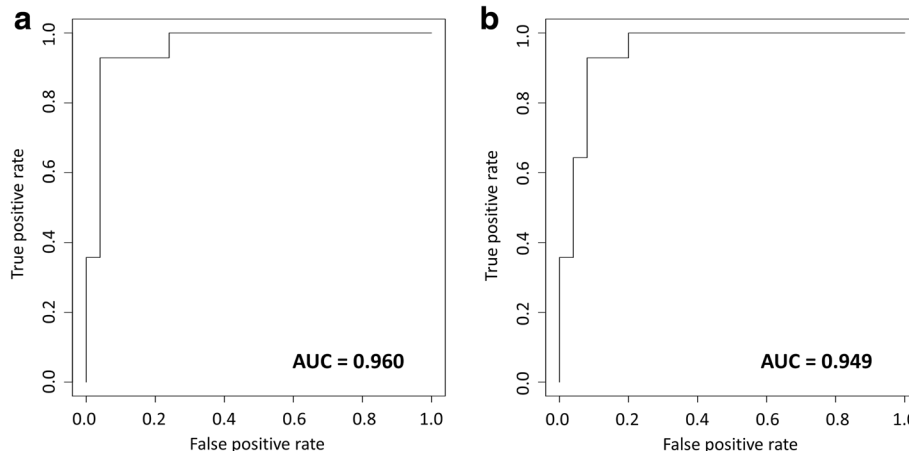 a
True positive rate
1.0
0.8
0.6
0.4
0.2
0.0
AUC = 0.960
0.0 0.2 0.4 0.6 0.8 1.0
False positive rate
b
True positive rate
1.0
0.8
0.6
0.4
0.2
0.0
AUC = 0.949
0.0 0.2 0.4 0.6 0.8 1.0
False positive rate